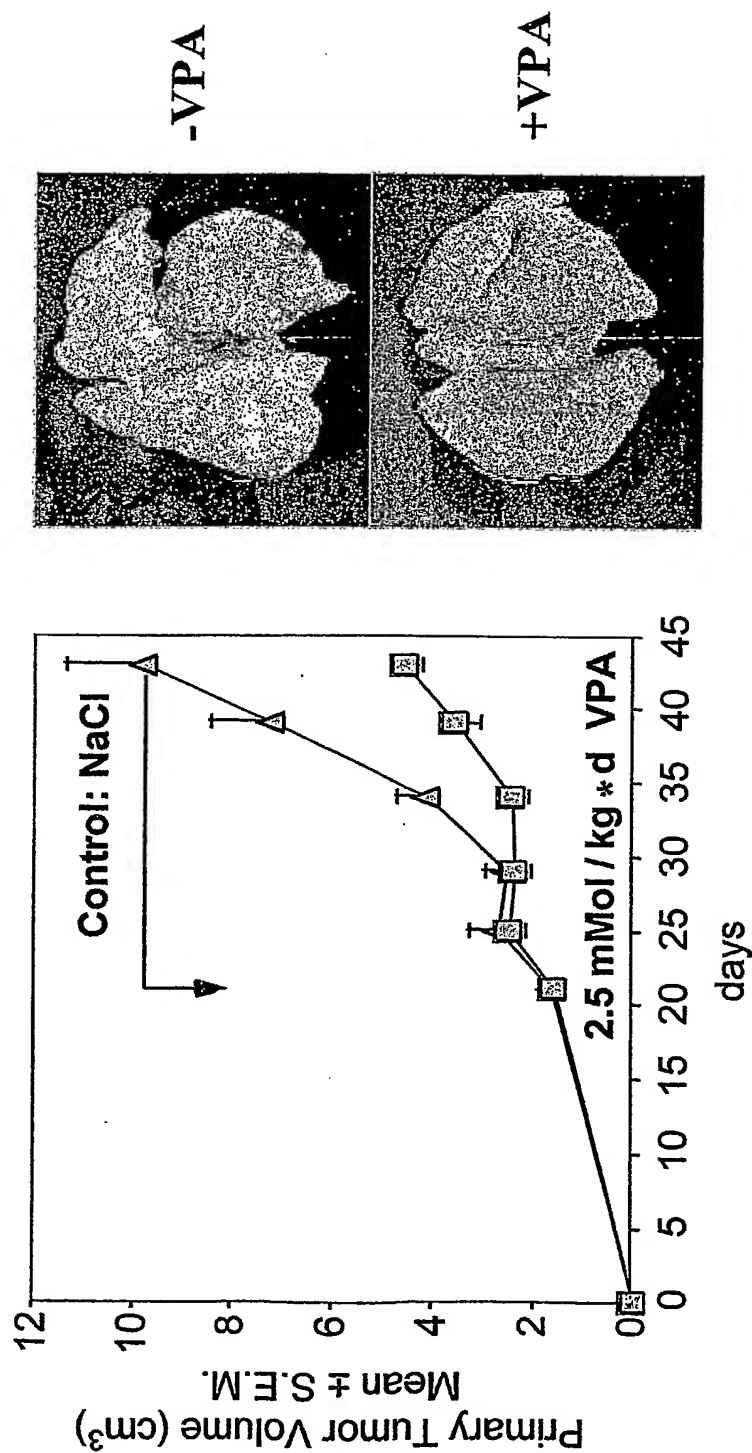 Primary Tumor Volume (cm³)
Mean ± S.E.M.
12
10
8
6
4
2
0
Control: NaCl
2.5 mMol / kg * d VPA
0 5 10 15 20 25 30 35 40 45
days
-VPA
+VPA